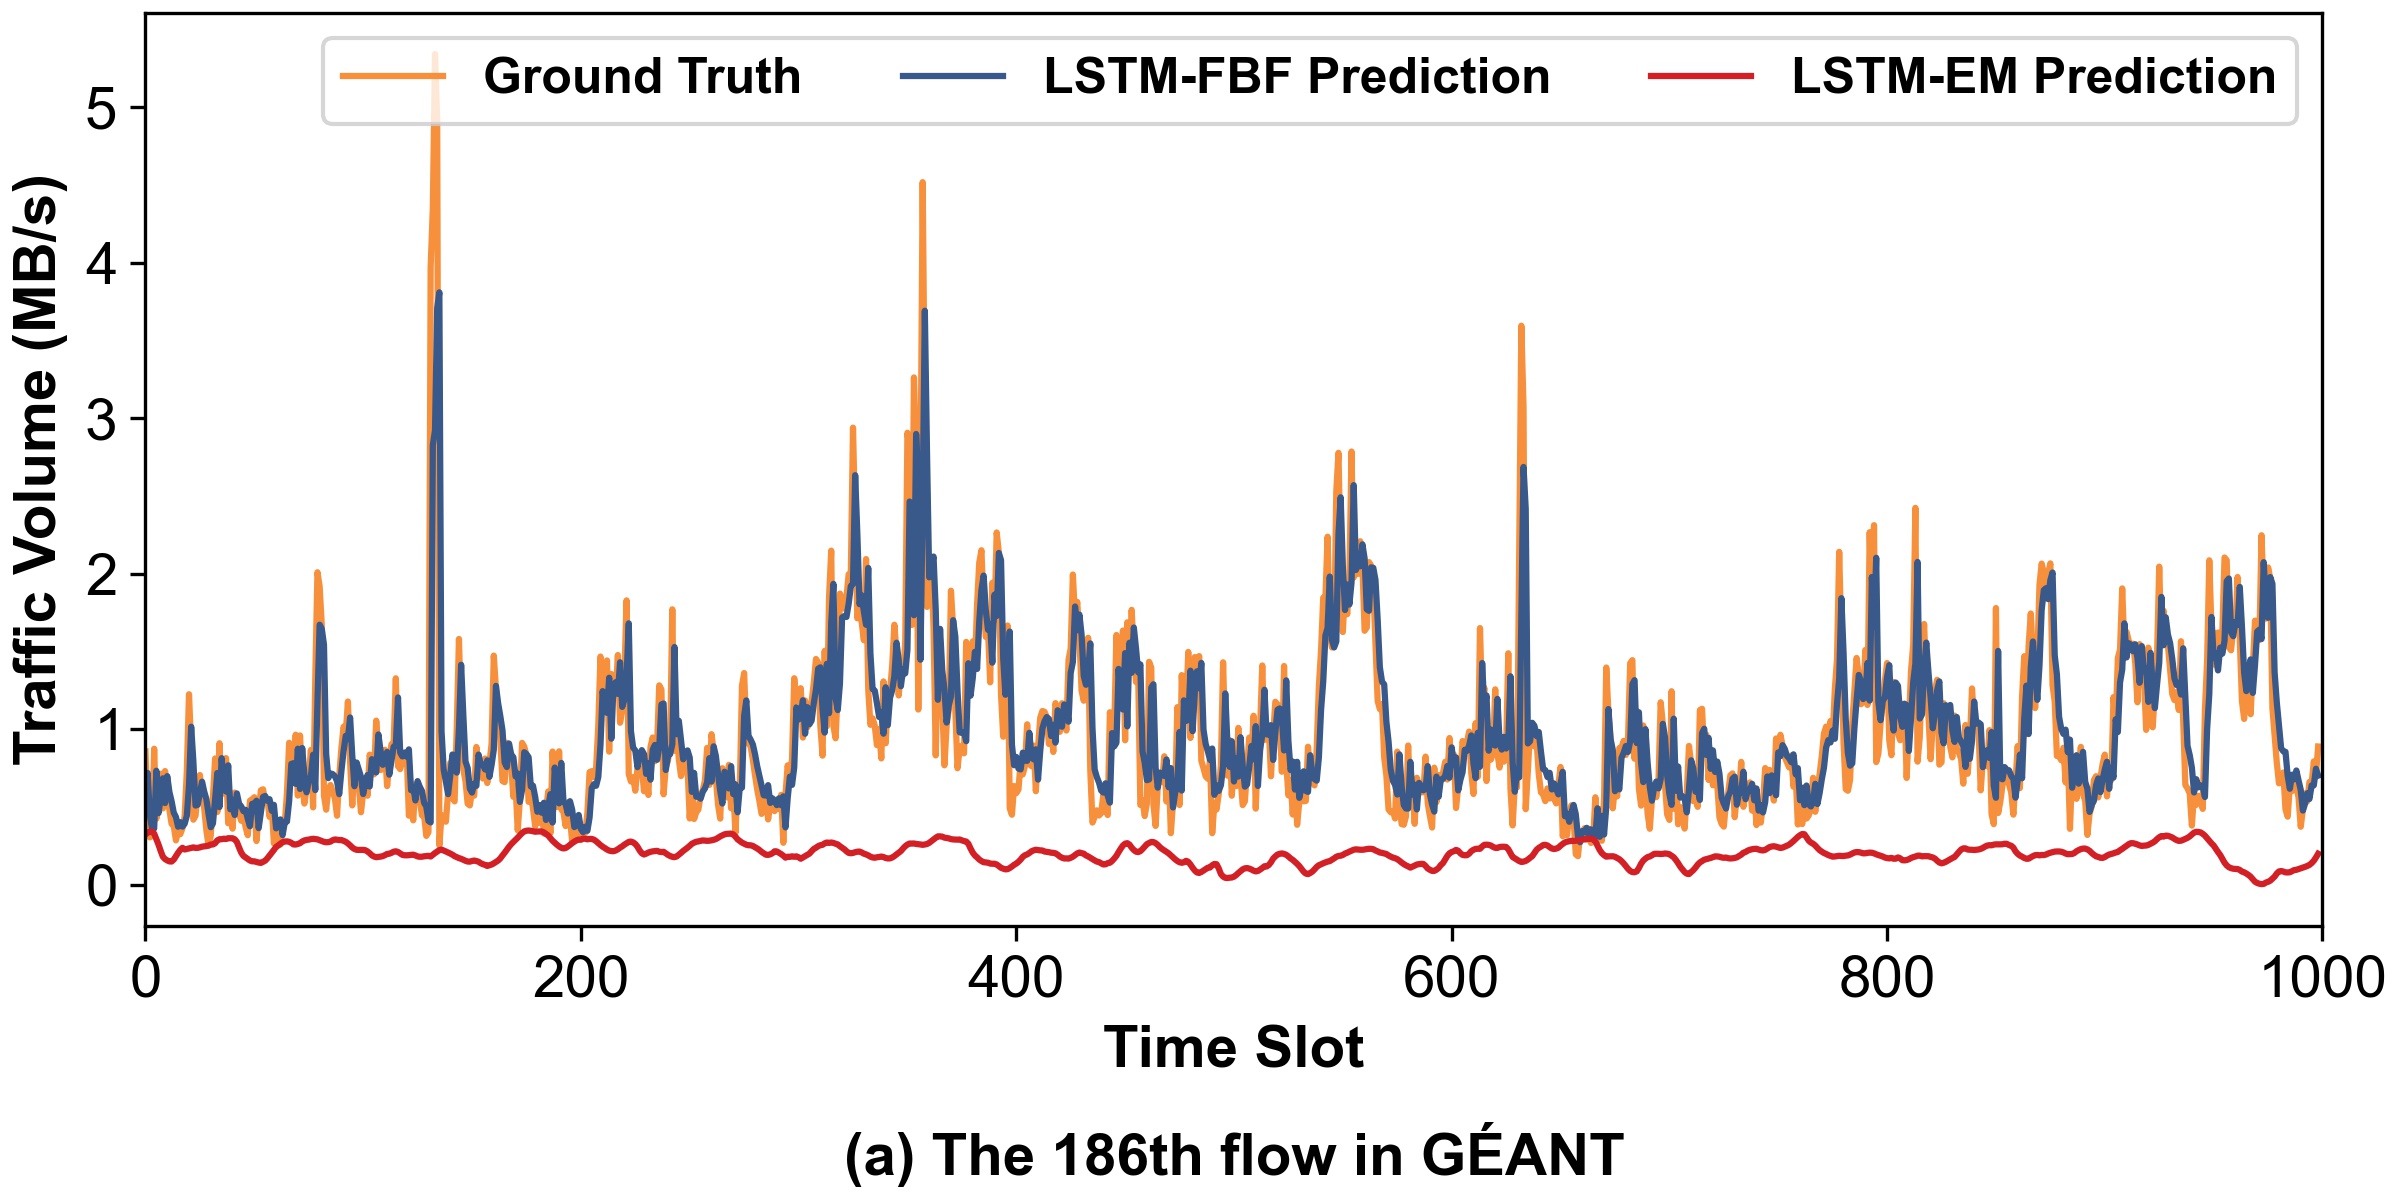 Ground Truth LSTM-FBF Prediction LSTM-EM Prediction
Traffic Volume (MB/s)
5
4
3
2
1
0
0 200 400 600 800 1000
Time Slot
(a) The 186th flow in GÉANT